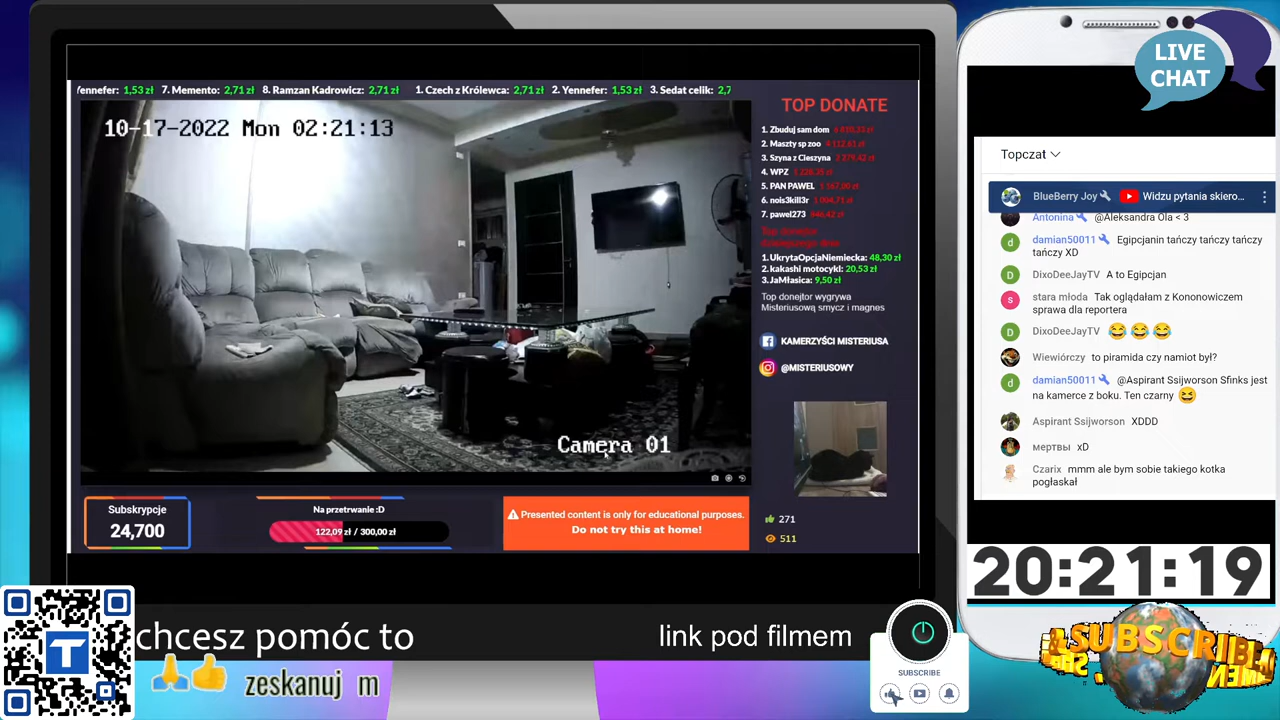 LIVE
CHAT
Yennefer: 1,53 zł 7. Memento: 2,71 zł 8. Ramzan Kadrowicz: 2,71 zł 1. Czech z Królewca: 2,71 zł 2. Yennefer: 1,53 zł 3. Sedat celik: 2,7
10-17-2022 Mon 02:21:13
Camera 01
TOP DONATE
1. Zbuduj sam dom
2. Maszty sp zoo
3. Szyna z Cieszyna
4. WPZ
5. PAN PAWEL
6. nois3kill3r
7. pawel273
1.UkrytaOpcjaNiemiecka: 48,30 zł
2.kakashI motocykl: 20,53 zł
3.JaMłasica: 9,50 zł
Top donejtor wygrywa
Misteriusową smycz i magnes
KAMERZYŚCI MISTERIUSA
@MISTERIUSOWY
271
511
Subskrypcje
24,700
Na przetrwanie :D
122,09 zł / 300,00 zł
Presented content is only for educational purposes.
Do not try this at home!
Topczat
BlueBerry Joy Widzu pytania skiero...
Antonina @Aleksandra Ola < 3
damian50011 Egipcjanin tańczy tańczy tańczy
tańczy XD
DixoDeeJayTV A to Egipcjan
stara młoda Tak oglądałam z Kononowiczem
sprawa dla reportera
DixoDeeJayTV 😂 😂 😂
Wiewiórczy to piramida czy namiot był?
damian50011 @Aspirant Ssijworson Sfinks jest
na kamerce z boku. Ten czarny 😆
Aspirant Ssijworson XDDD
мертвы xD
Czarix mmm ale bym sobie takiego kotka
pogłaskał
20:21:19
chcesz pomóc to
link pod filmem
zeskanuj m
SUBSCRIBE
SUBSCRIBE